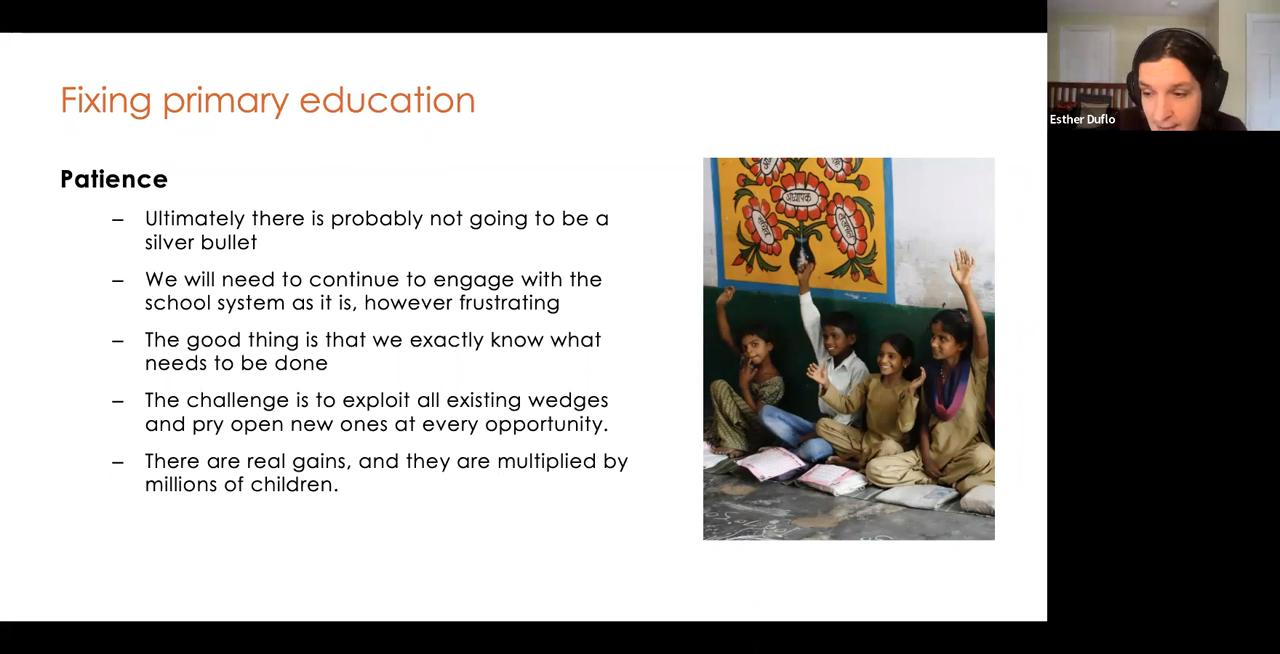 Fixing primary education
Esther Duflo
Patience
– Ultimately there is probably not going to be a
silver bullet
– We will need to continue to engage with the
school system as it is, however frustrating
– The good thing is that we exactly know what
needs to be done
– The challenge is to exploit all existing wedges
and pry open new ones at every opportunity.
– There are real gains, and they are multiplied by
millions of children.
अध्यापक